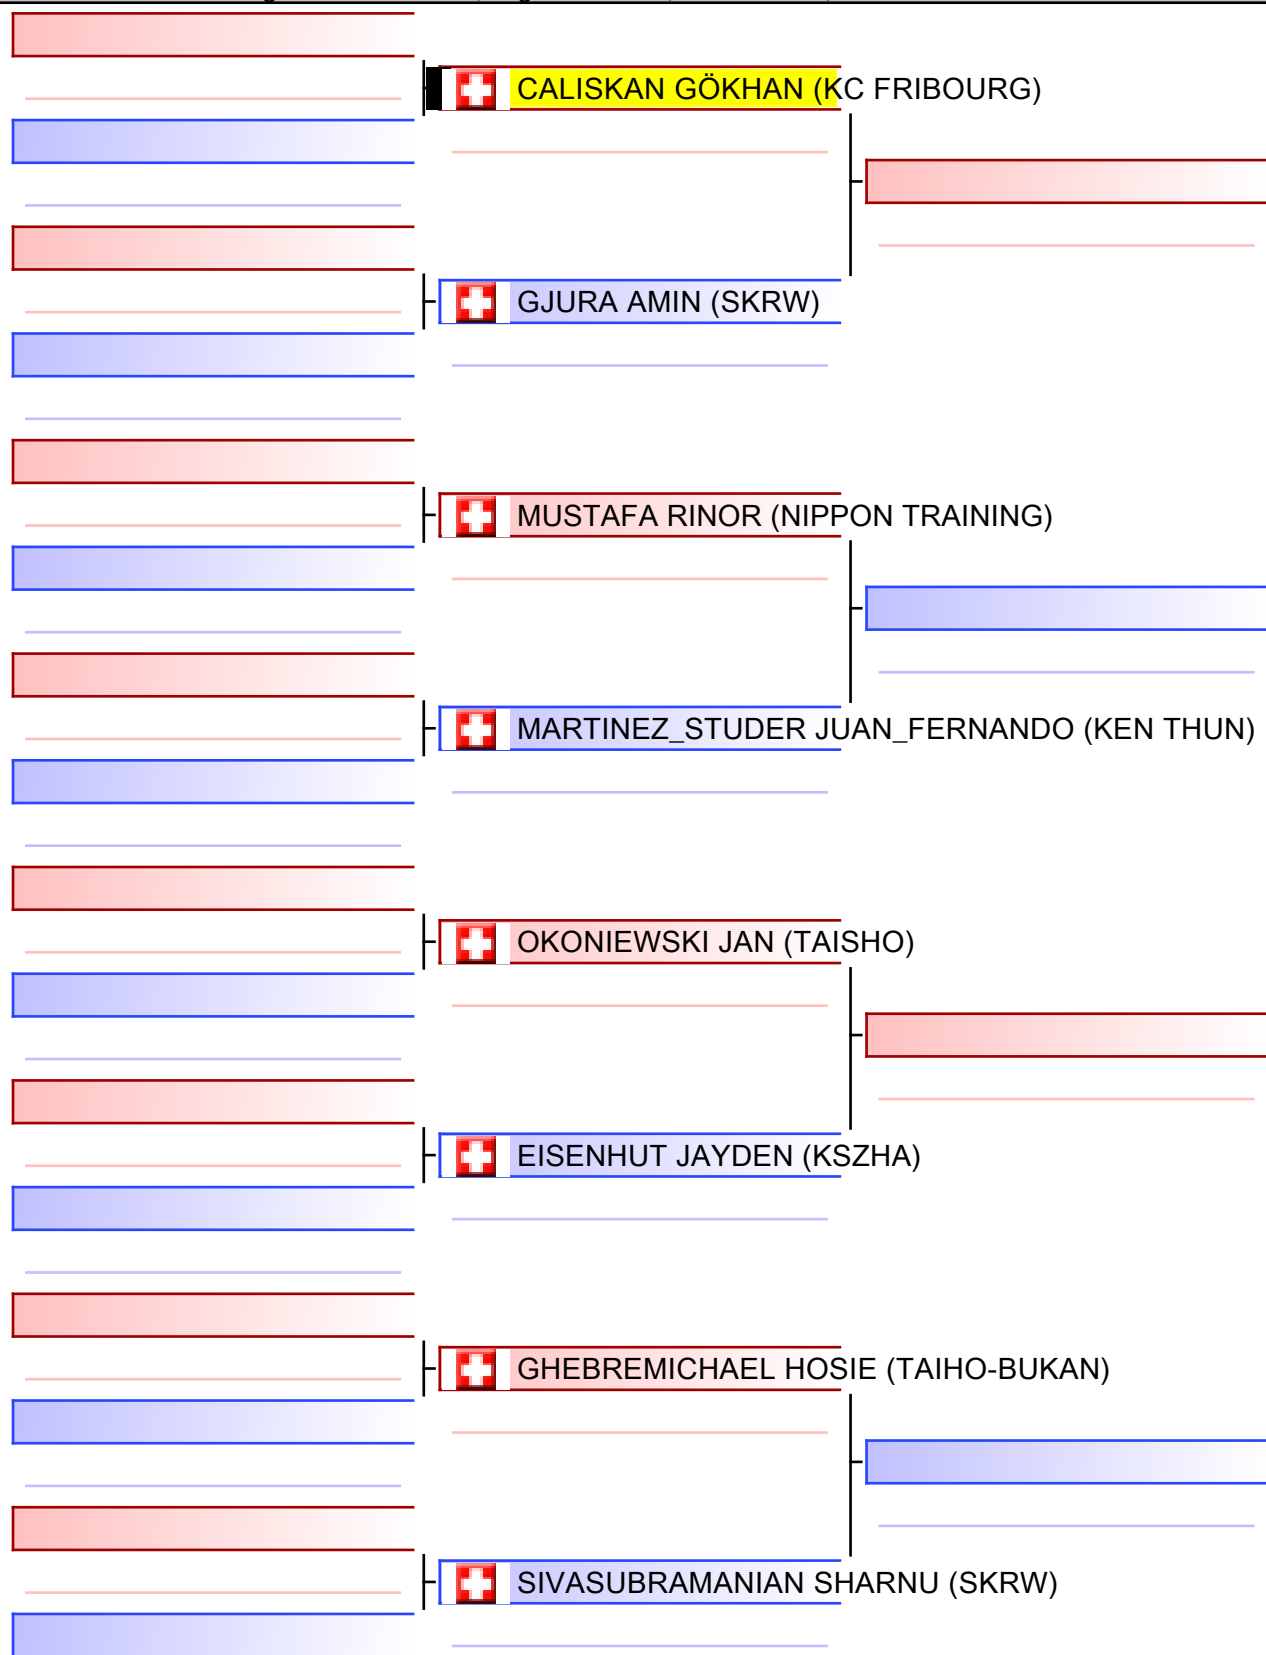 CALISKAN GÖKHAN (KC FRIBOURG)
GJURA AMIN (SKRW)
MUSTAFA RINOR (NIPPON TRAINING)
MARTINEZ_STUDER JUAN_FERNANDO (KEN THUN)
OKONIEWSKI JAN (TAISHO)
EISENHUT JAYDEN (KSZHA)
GHEBREMICHAEL HOSIE (TAIHO-BUKAN)
SIVASUBRAMANIAN SHARNU (SKRW)